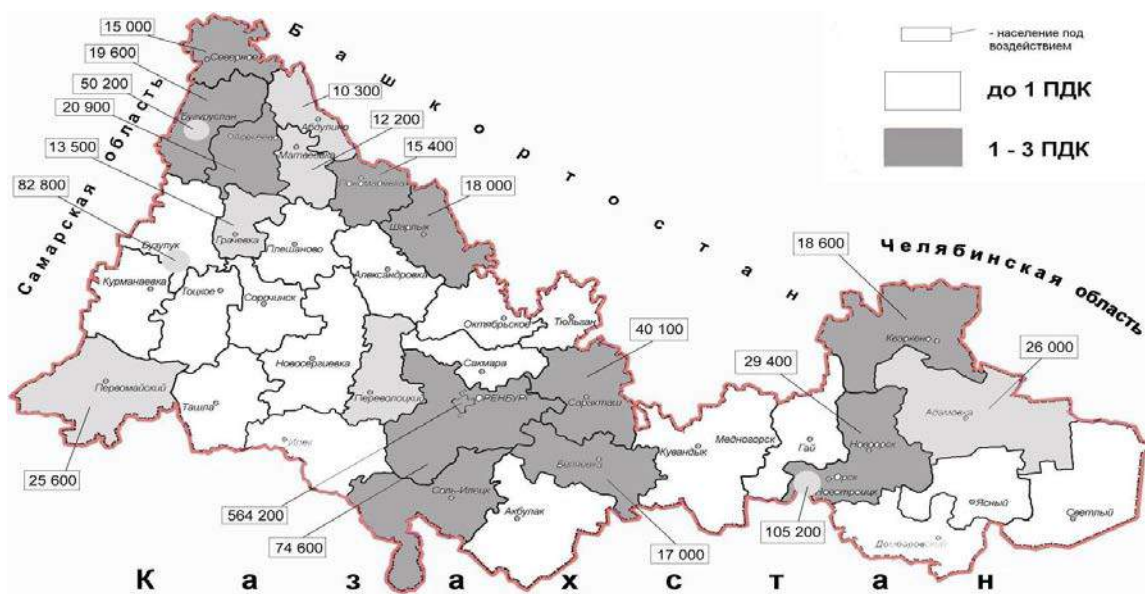 15 000
19 600
50 200
20 900
13 500
82 800
10 300
12 200
15 400
18 000
40 100
18 600
29 400
26 000
25 600
564 200
74 600
17 000
105 200
Башкортостан
Самарская область
Челябинская область
Казахстан
- население под
воздействием
до 1 ПДК
1 - 3 ПДК
Северное
Бугуруслан
Абдулино
Матвеевка
Шарлык
Грачевка
Плешаново
Бузулук
Александровка
Курманаевка
Тоцкое
Сорочинск
Октябрьское
Тюльган
Новосергиевка
Сакмара
Первомайский
Ташла
Переволоцкий
ОРЕНБУРГ
Саракташ
Илек
Беляевка
Кувандык
Медногорск
Гай
Соль-Илецк
Акбулак
Кваркено
Адамовка
Новоорск
Орск
Новотроицк
Ясный
Светлый
Домбаровский